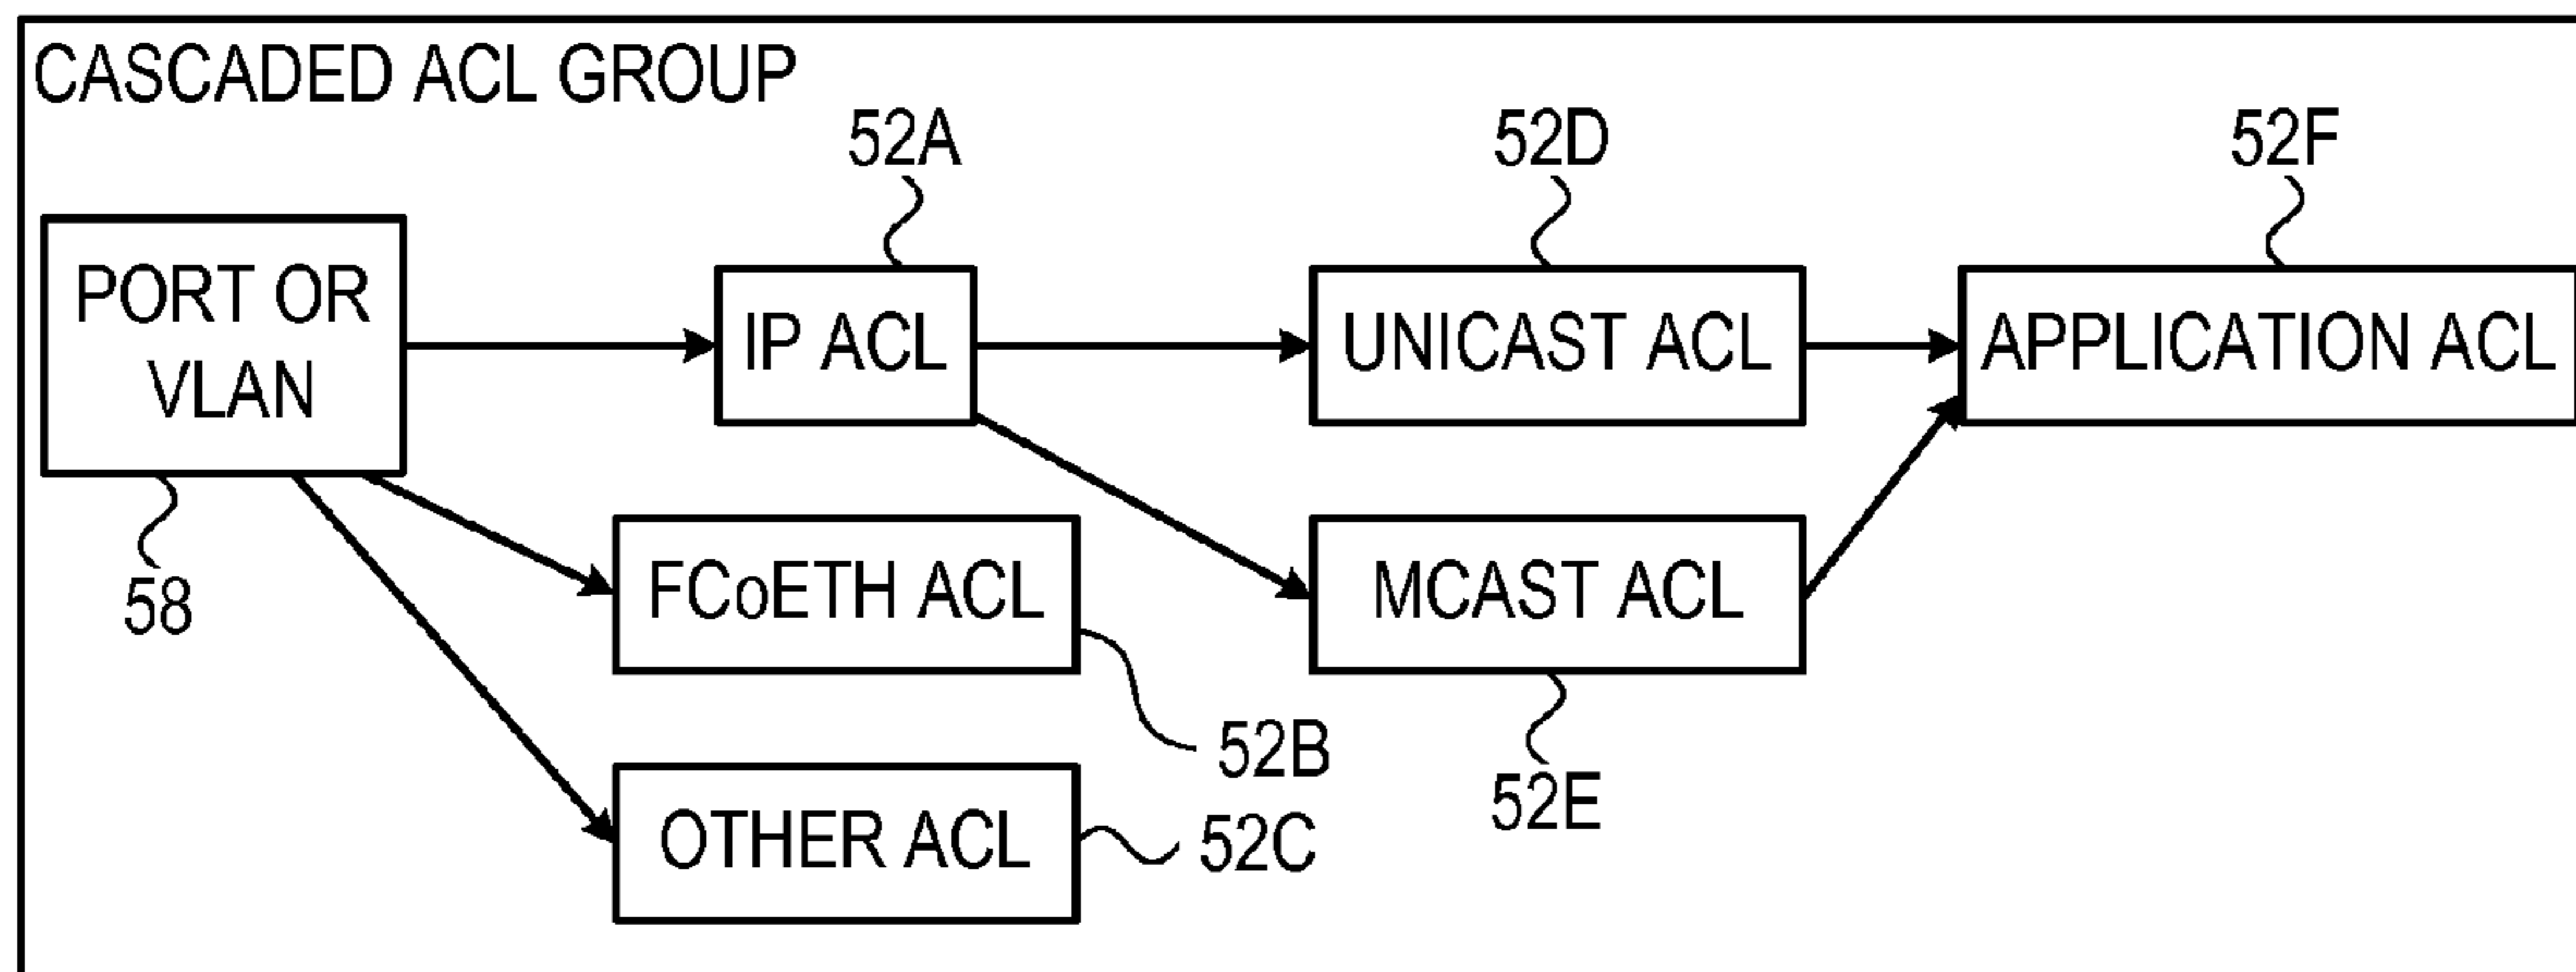 CASCADED ACL GROUP
52A
52D
52F
PORT OR
VLAN
IP ACL
UNICAST ACL
APPLICATION ACL
58
FCoETH ACL
MCAST ACL
52B
52E
OTHER ACL
52C